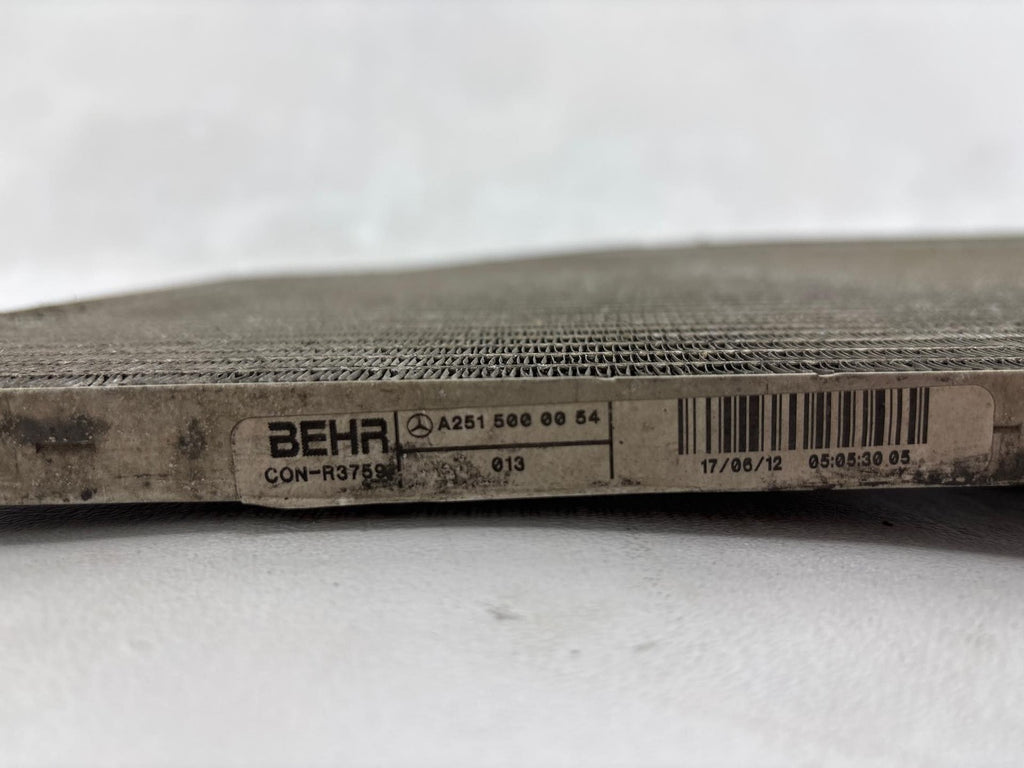 BEHR
CON-R3759
A251 500 00 54
013
17/06/12 05:05:30 05